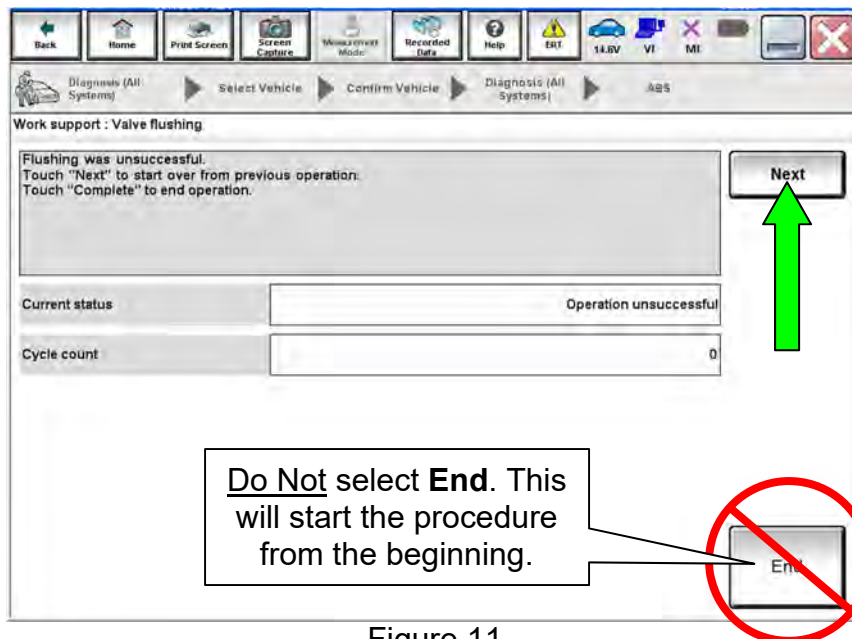 Back
Home
Print Screen
Screen
Capture
Measurement
Mode
Recorded
Data
Help
ERT
14.6V
VI
MI
Diagnosis (All
Systems)
Select Vehicle
Confirm Vehicle
Diagnosis (All
Systems)
ABS
Work support : Valve flushing
Flushing was unsuccessful.
Touch "Next" to start over from previous operation.
Touch "Complete" to end operation.
Next
Current status
Operation unsuccessful
Cycle count
0
Do Not select End. This
will start the procedure
from the beginning.
End
Figure 11